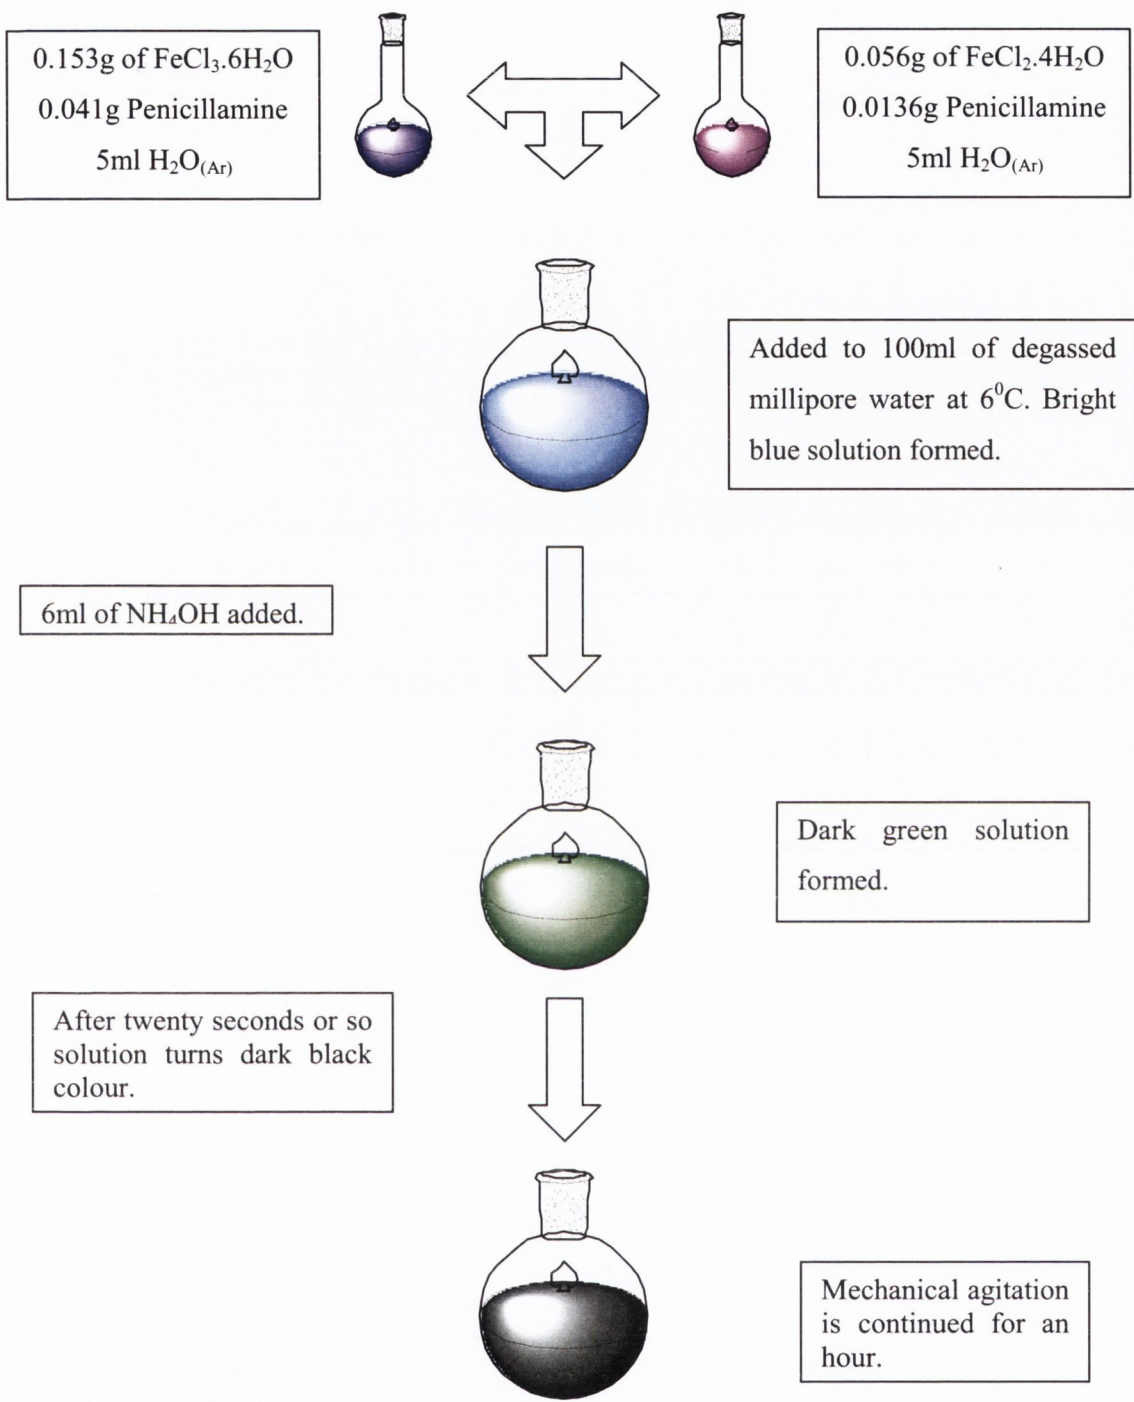 0.153g of FeCl₃.6H₂O
0.041g Penicillamine
5ml H₂O₍Ar₎
0.056g of FeCl₂.4H₂O
0.0136g Penicillamine
5ml H₂O₍Ar₎
Added to 100ml of degassed
millipore water at 6⁰C. Bright
blue solution formed.
6ml of NH₄OH added.
Dark green solution
formed.
After twenty seconds or so
solution turns dark black
colour.
Mechanical agitation
is continued for an
hour.